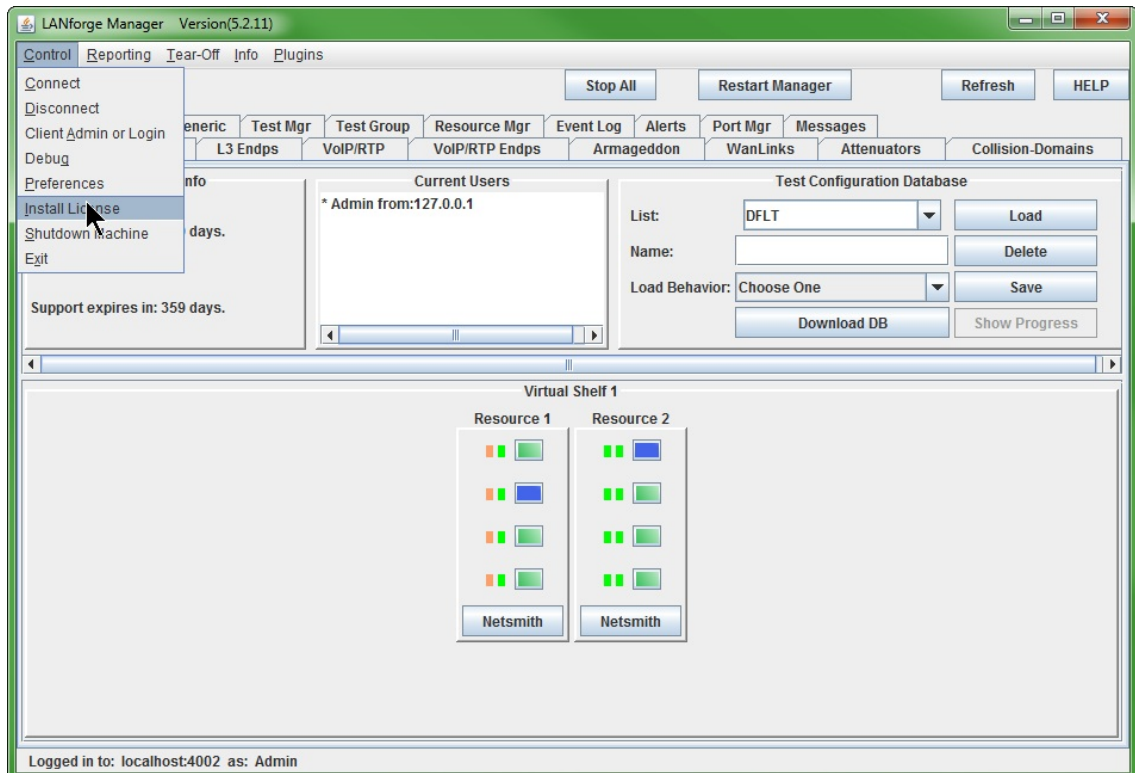 LANforge Manager Version(5.2.11)
Control Reporting Tear-Off Info Plugins
Connect
Disconnect
Client Admin or Login
Debug
Preferences
Install License
Shutdown Machine
Exit
Stop All Restart Manager Refresh HELP
eneric Test Mgr Test Group Resource Mgr Event Log Alerts Port Mgr Messages
L3 Endps VoIP/RTP VoIP/RTP Endps Armageddon WanLinks Attenuators Collision-Domains
nfo
days.
Support expires in: 359 days.
Current Users
* Admin from:127.0.0.1
Test Configuration Database
List: DFLT Load
Name: Delete
Load Behavior: Choose One Save
Download DB Show Progress
Virtual Shelf 1
Resource 1 Resource 2
Netsmith Netsmith
Logged in to: localhost:4002 as: Admin